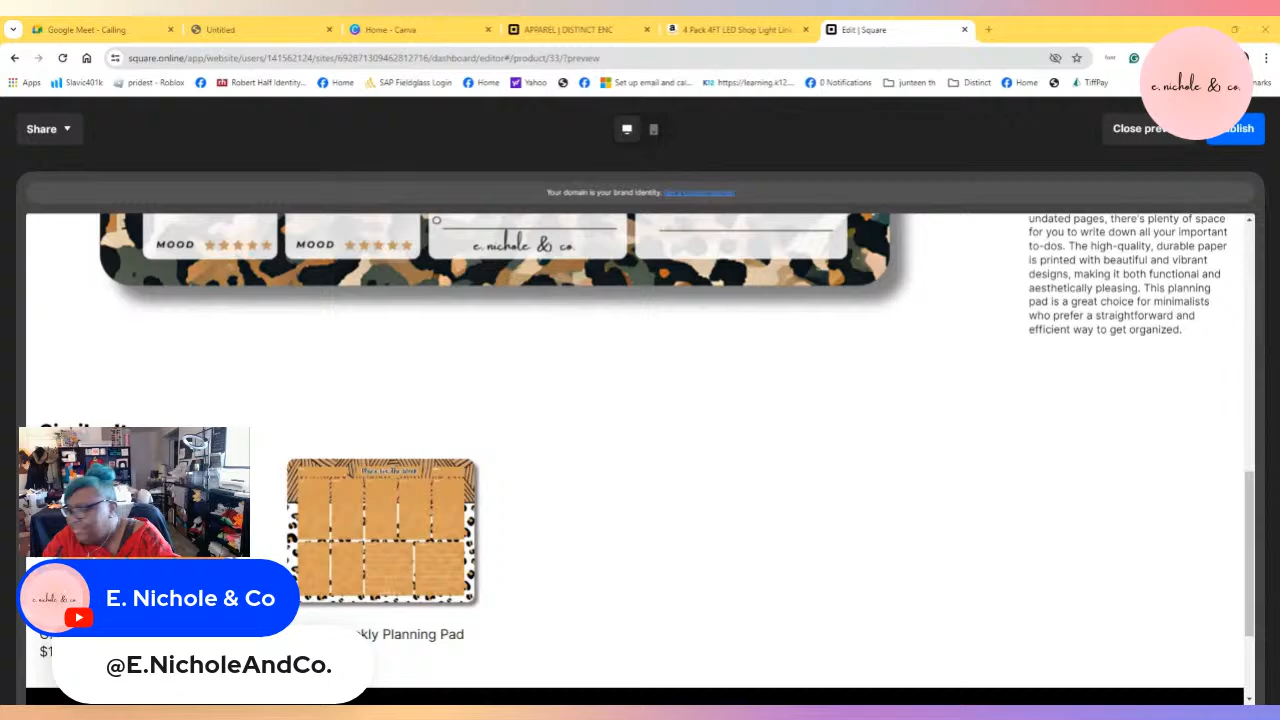 Google Meet - Calling
Untitled
Home - Canva
APPAREL | DISTINCT ENC
4 Pack 4FT LED Shop Light Link
Edit | Square
square.online/app/website/users/141562124/sites/692871309462812716/dashboard/editor#/product/33/?preview
Apps
Slavic401k
pridest - Roblox
Robert Half Identity...
Home
SAP Fieldglass Login
Home
Yahoo
Set up email and cal...
https://learning.k12...
0 Notifications
junteen th
Distinct
Home
TiffPay
e. nichole & co.
Share
Close pre
blish
Your domain is your brand identity.
MOOD
MOOD
e. nichole & co.
undated pages, there's plenty of space
for you to write down all your important
to-dos. The high-quality, durable paper
is printed with beautiful and vibrant
designs, making it both functional and
aesthetically pleasing. This planning
pad is a great choice for minimalists
who prefer a straightforward and
efficient way to get organized.
kly Planning Pad
$1
e. nichole & co.
E. Nichole & Co
@E.NicholeAndCo.